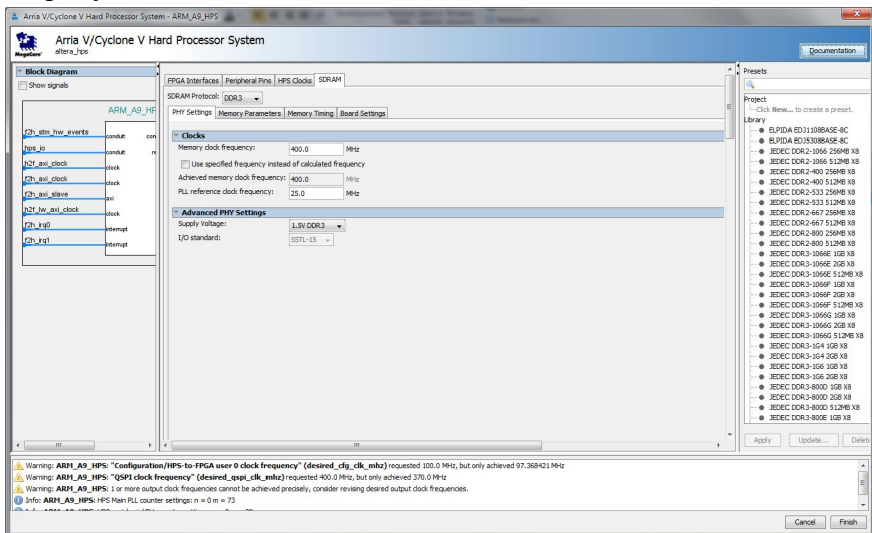 Arria V/Cyclone V Hard Processor System - ARM_A9_HPS
Arria V/Cyclone V Hard Processor System
altera_hps
MegaCore
Documentation
Block Diagram
Show signals
ARM_A9_HP
f2h_stm_hw_events
conduit
con
hps_io
conduit
re
h2f_axi_clock
clock
f2h_axi_clock
clock
f2h_axi_slave
axi
h2f_lw_axi_clock
clock
f2h_irq0
interrupt
f2h_irq1
interrupt
FPGA Interfaces
Peripheral Pins
HPS Clocks
SDRAM
SDRAM Protocol: DDR3
PHY Settings
Memory Parameters
Memory Timing
Board Settings
Clocks
Memory clock frequency: 400.0 MHz
Use specified frequency instead of calculated frequency
Achieved memory clock frequency: 400.0 MHz
PLL reference clock frequency: 25.0 MHz
Advanced PHY Settings
Supply Voltage: 1.5V DDR3
I/O standard: SSTL-15
Presets
Project
Click New... to create a preset.
Library
ELPIDA EDJ1108BASE-8C
ELPIDA EDJ5308BASE-8C
JEDEC DDR2-1066 256MB X8
JEDEC DDR2-1066 512MB X8
JEDEC DDR2-400 256MB X8
JEDEC DDR2-400 512MB X8
JEDEC DDR2-533 256MB X8
JEDEC DDR2-533 512MB X8
JEDEC DDR2-667 256MB X8
JEDEC DDR2-667 512MB X8
JEDEC DDR2-800 256MB X8
JEDEC DDR2-800 512MB X8
JEDEC DDR3-1066E 1GB X8
JEDEC DDR3-1066E 2GB X8
JEDEC DDR3-1066E 512MB X8
JEDEC DDR3-1066F 1GB X8
JEDEC DDR3-1066F 2GB X8
JEDEC DDR3-1066F 512MB X8
JEDEC DDR3-1066G 1GB X8
JEDEC DDR3-1066G 2GB X8
JEDEC DDR3-1066G 512MB X8
JEDEC DDR3-1G4 1GB X8
JEDEC DDR3-1G4 2GB X8
JEDEC DDR3-1G6 1GB X8
JEDEC DDR3-1G6 2GB X8
JEDEC DDR3-800D 1GB X8
JEDEC DDR3-800D 2GB X8
JEDEC DDR3-800D 512MB X8
JEDEC DDR3-800E 1GB X8
Apply
Update...
Delete
Warning: ARM_A9_HPS: "Configuration/HPS-to-FPGA user 0 clock frequency" (desired_cfg_clk_mhz) requested 100.0 MHz, but only achieved 97.368421 MHz
Warning: ARM_A9_HPS: "QSPI clock frequency" (desired_qspi_clk_mhz) requested 400.0 MHz, but only achieved 370.0 MHz
Warning: ARM_A9_HPS: 1 or more output clock frequencies cannot be achieved precisely, consider revising desired output clock frequencies.
Info: ARM_A9_HPS: HPS Main PLL counter settings: n = 0 m = 73
Cancel
Finish